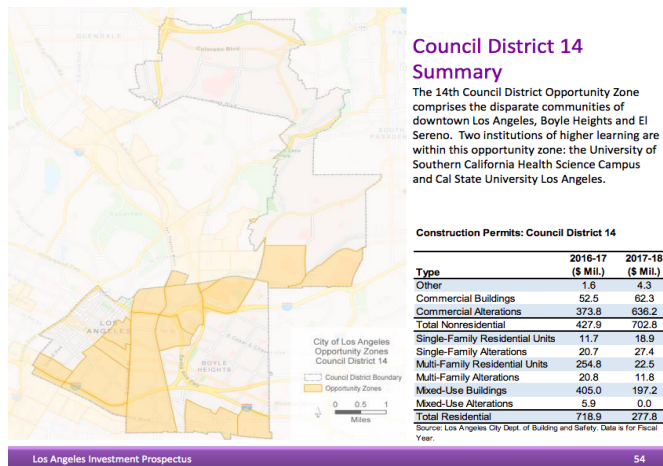 Council District 14
Summary
The 14th Council District Opportunity Zone
comprises the disparate communities of
downtown Los Angeles, Boyle Heights and El
Sereno. Two institutions of higher learning are
within this opportunity zone: the University of
Southern California Health Science Campus
and Cal State University Los Angeles.
GLENDALE
Colorado Blvd
SOUTH
LOS
ANGELES
BOYLE
HEIGHTS
City of Los Angeles
Opportunity Zones
Council District 14
Council District Boundary
Opportunity Zones
0 0.5 1
Miles
Construction Permits: Council District 14
2016-17 2017-18
Type ($ Mil.) ($ Mil.)
Other 1.6 4.3
Commercial Buildings 52.5 62.3
Commercial Alterations 373.8 636.2
Total Nonresidential 427.9 702.8
Single-Family Residential Units 11.7 18.9
Single-Family Alterations 20.7 27.4
Multi-Family Residential Units 254.8 22.5
Multi-Family Alterations 20.8 11.8
Mixed-Use Buildings 405.0 197.2
Mixed-Use Alterations 5.9 0.0
Total Residential 718.9 277.8
Source: Los Angeles City Dept. of Building and Safety. Data is for Fiscal
Year.
Los Angeles Investment Prospectus 54